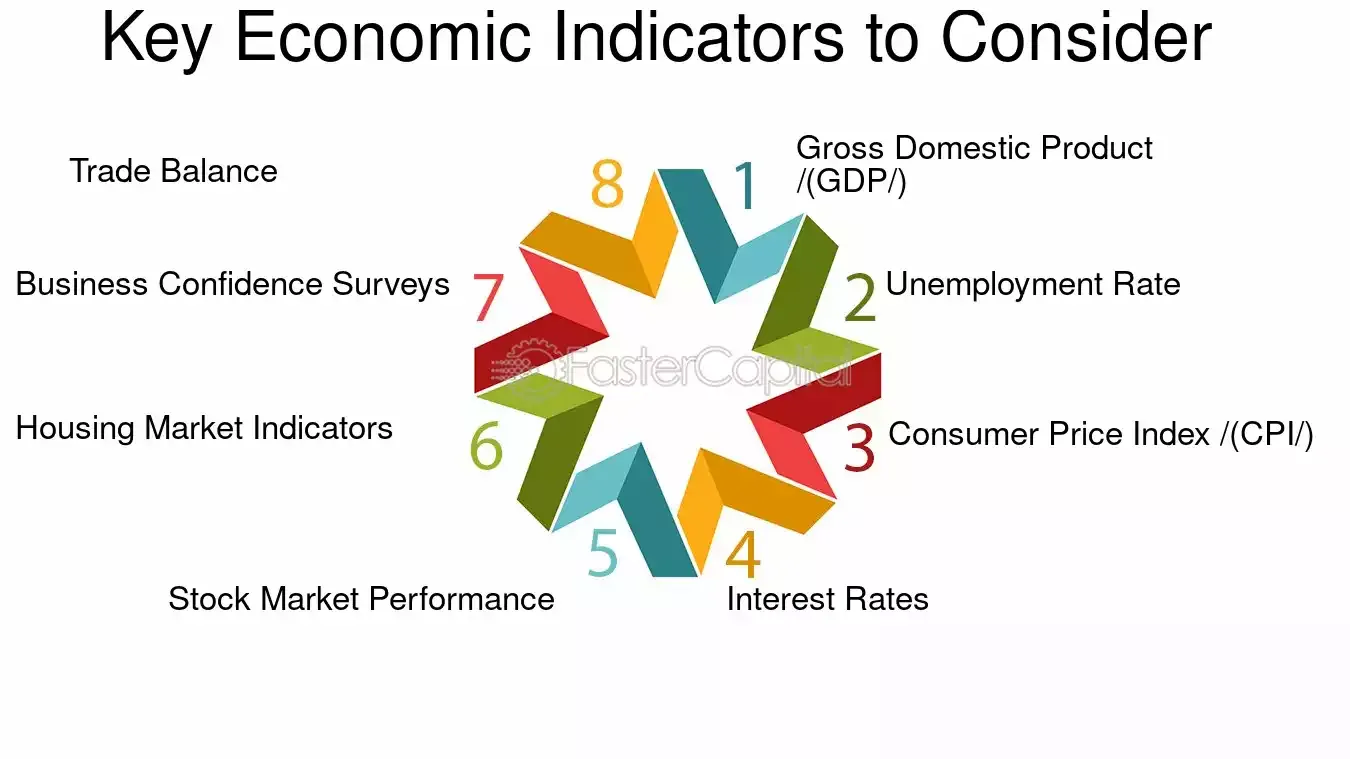 Key Economic Indicators to Consider
1
Gross Domestic Product
/(GDP/)
2
Unemployment Rate
3
Consumer Price Index /(CPI/)
4
Interest Rates
5
Stock Market Performance
6
Housing Market Indicators
7
Business Confidence Surveys
8
Trade Balance
FasterCapital